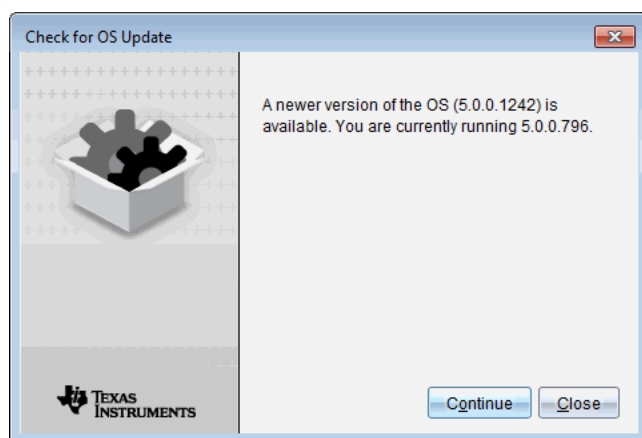 Check for OS Update
A newer version of the OS (5.0.0.1242) is
available. You are currently running 5.0.0.796.
TEXAS
INSTRUMENTS
Continue
Close